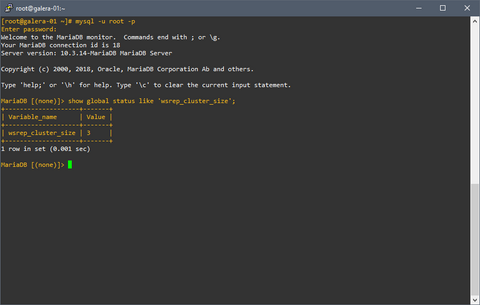 root@galera-01:~
[root@galera-01 ~]# mysql -u root -p
Enter password:
Welcome to the MariaDB monitor.  Commands end with ; or \g.
Your MariaDB connection id is 18
Server version: 10.3.14-MariaDB MariaDB Server
Copyright (c) 2000, 2018, Oracle, MariaDB Corporation Ab and others.
Type 'help;' or '\h' for help. Type '\c' to clear the current input statement.
MariaDB [(none)]> show global status like 'wsrep_cluster_size';
+--------------------+-------+
| Variable_name      | Value |
+--------------------+-------+
| wsrep_cluster_size | 3     |
+--------------------+-------+
1 row in set (0.001 sec)
MariaDB [(none)]>